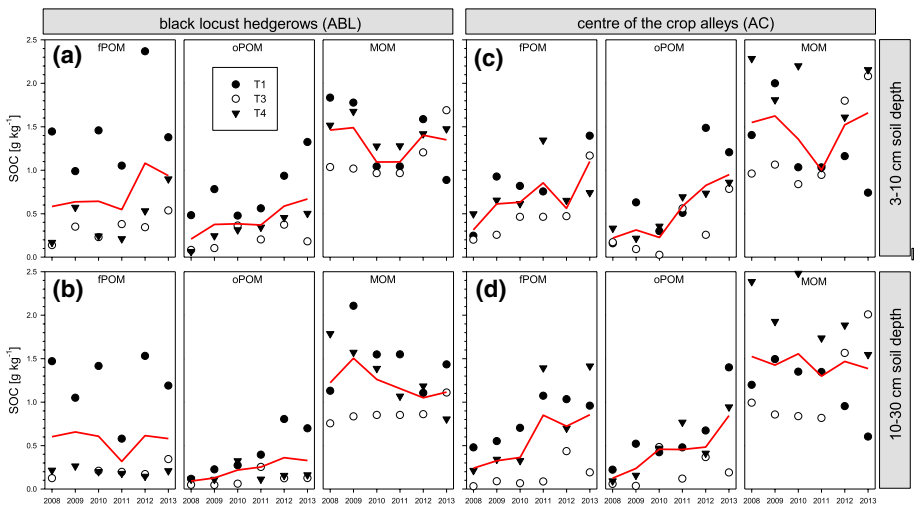 black locust hedgerows (ABL)
centre of the crop alleys (AC)
(a)
fPOM
oPOM
MOM
(c)
fPOM
oPOM
MOM
T1
T3
T4
SOC [g kg⁻¹]
2.5
2.0
1.5
1.0
0.5
0.0
3-10 cm soil depth
(b)
fPOM
oPOM
MOM
(d)
fPOM
oPOM
MOM
SOC [g kg⁻¹]
2.5
2.0
1.5
1.0
0.5
0.0
10-30 cm soil depth
2008 2009 2010 2011 2012 2013 2008 2009 2010 2011 2012 2013 2008 2009 2010 2011 2012 2013 2008 2009 2010 2011 2012 2013 2008 2009 2010 2011 2012 2013 2008 2009 2010 2011 2012 2013